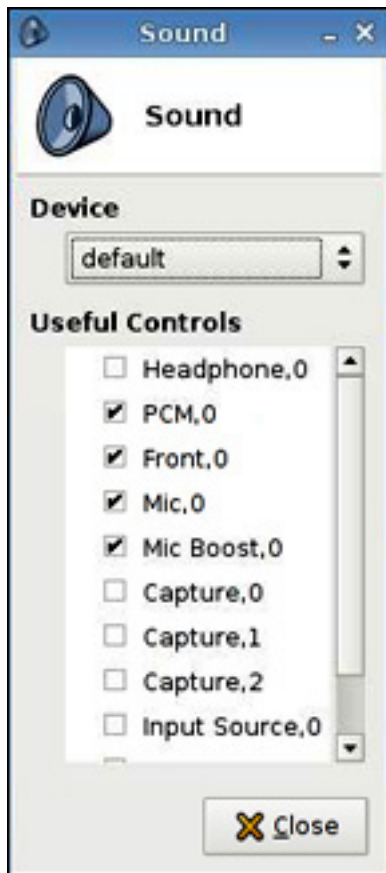 Sound
Sound
Device
default
Useful Controls
Headphone,0
PCM,0
Front,0
Mic,0
Mic Boost,0
Capture,0
Capture,1
Capture,2
Input Source,0
Close